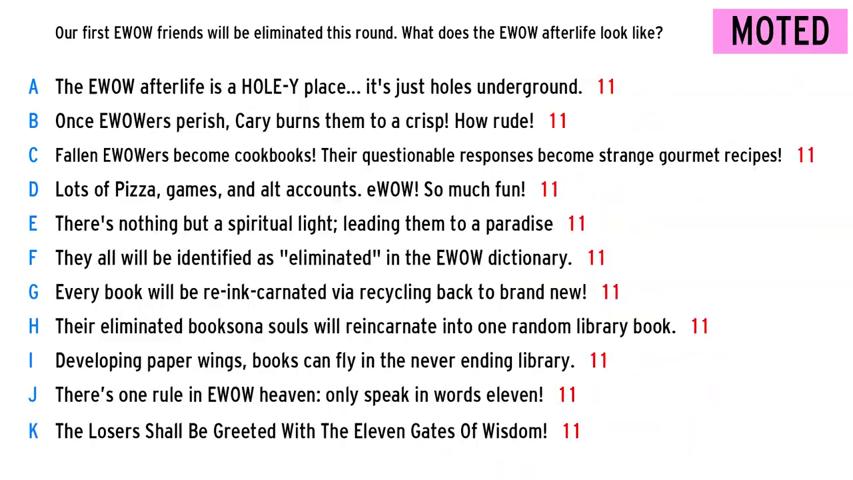 Our first EWOW friends will be eliminated this round. What does the EWOW afterlife look like?
MOTED
A The EWOW afterlife is a HOLE-Y place... it's just holes underground. 11
B Once EWOWers perish, Cary burns them to a crisp! How rude! 11
C Fallen EWOWers become cookbooks! Their questionable responses become strange gourmet recipes! 11
D Lots of Pizza, games, and alt accounts. eWOW! So much fun! 11
E There's nothing but a spiritual light; leading them to a paradise 11
F They all will be identified as "eliminated" in the EWOW dictionary. 11
G Every book will be re-ink-carnated via recycling back to brand new! 11
H Their eliminated booksona souls will reincarnate into one random library book. 11
I Developing paper wings, books can fly in the never ending library. 11
J There’s one rule in EWOW heaven: only speak in words eleven! 11
K The Losers Shall Be Greeted With The Eleven Gates Of Wisdom! 11